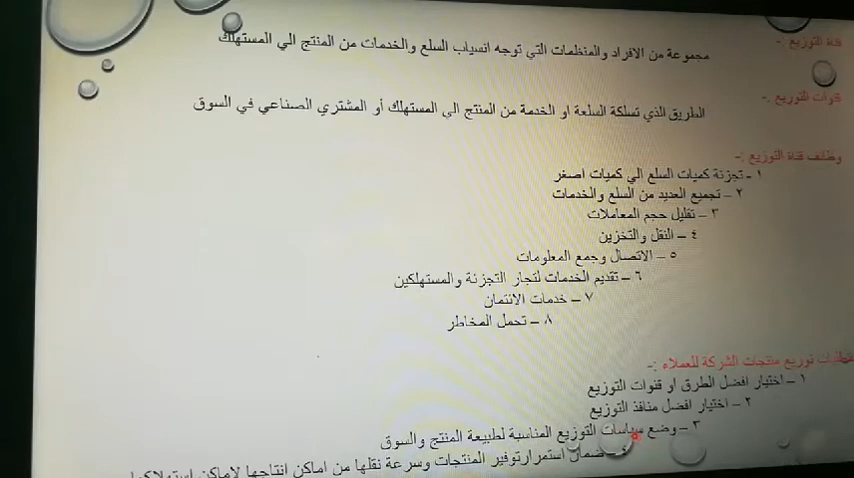 قناة التوزيع :- مجموعة من الافراد والمنظمات التي توجه انسياب السلع والخدمات من المنتج الي المستهلك
قنوات التوزيع :- الطريق الذي تسلكة السلعة او الخدمة من المنتج الي المستهلك أو المشتري الصناعي في السوق
وظائف قناة التوزيع :-
١ - تجزئة كميات السلع الي كميات اصغر
٢ – تجميع العديد من السلع والخدمات
٣ – تقليل حجم المعاملات
٤ – النقل والتخزين
٥ – الاتصال وجمع المعلومات
٦ – تقديم الخدمات لتجار التجزئة والمستهلكين
٧ – خدمات الائتمان
٨ – تحمل المخاطر
توزيع منتجات الشركة للعملاء :-
١ – اختيار افضل الطرق او قنوات التوزيع
٢ – اختيار افضل منافذ التوزيع
٣ – وضع سياسات التوزيع المناسبة لطبيعة المنتج والسوق
٤ – ضمان استمرارتوفير المنتجات وسرعة نقلها من اماكن انتاجها لاماكن استهلاكها